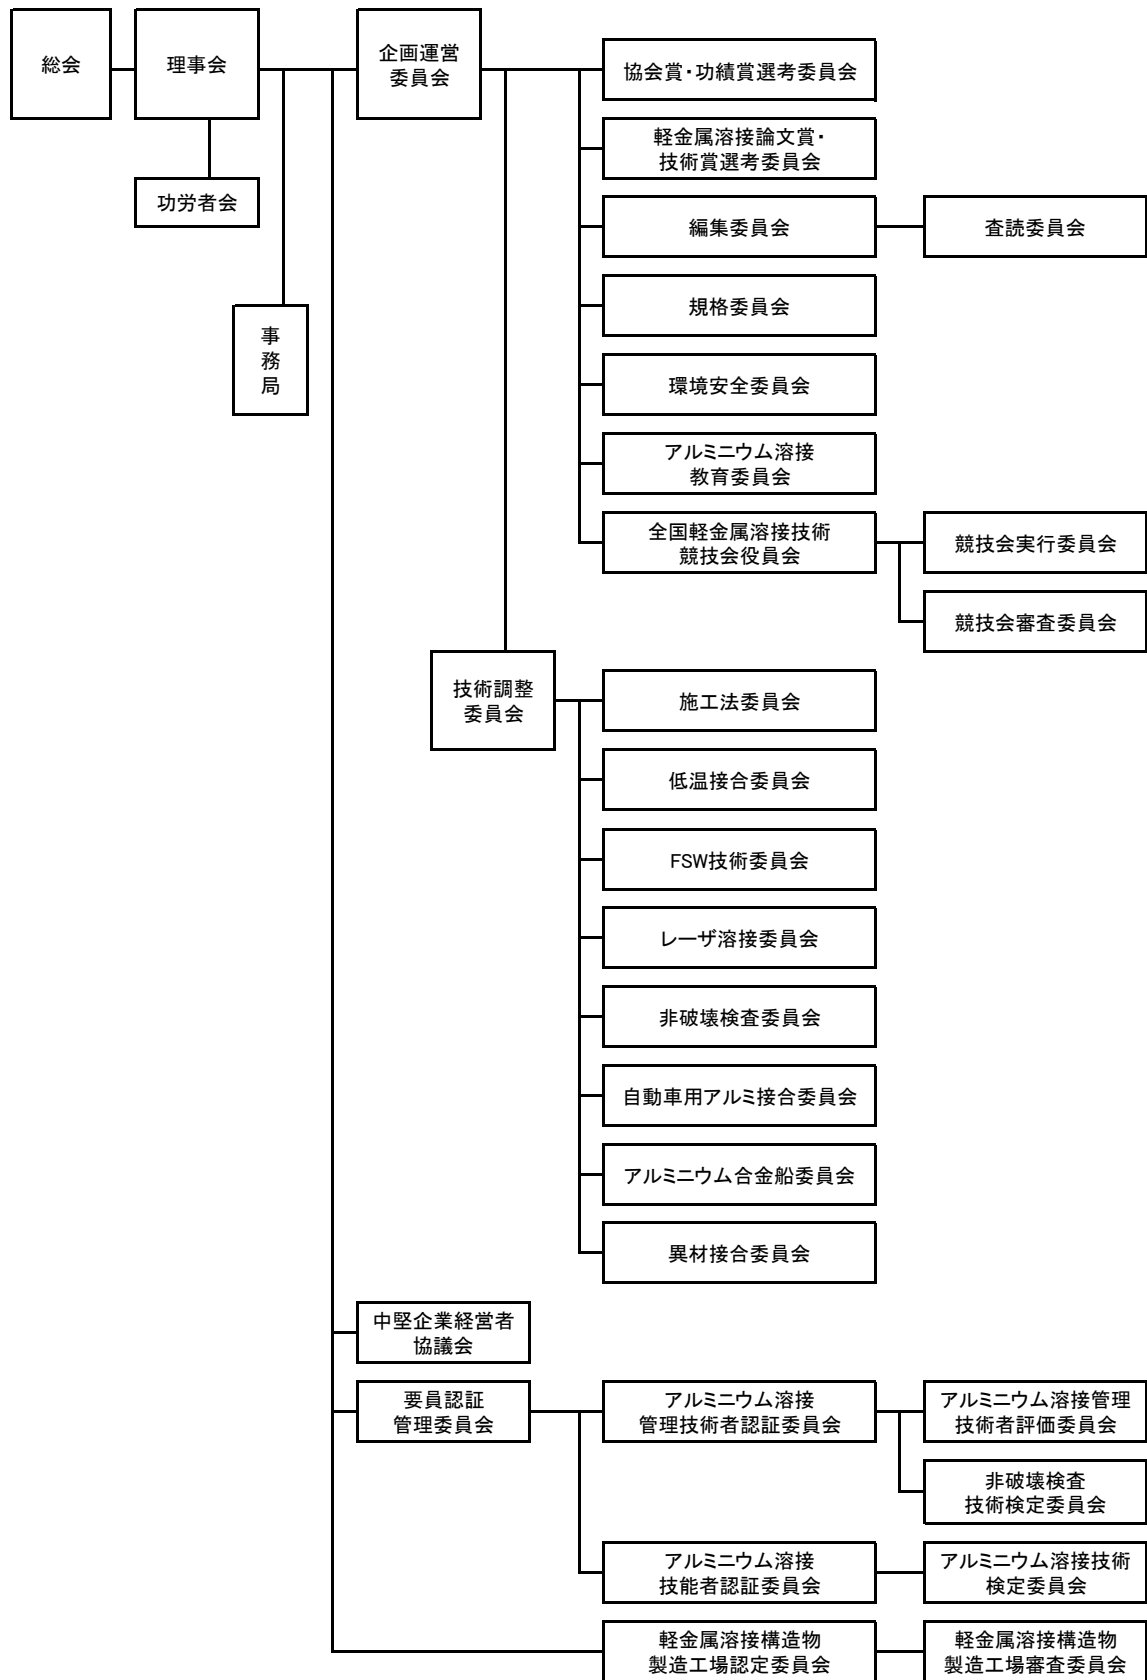 総会
理事会
企画運営
委員会
協会賞・功績賞選考委員会
軽金属溶接論文賞・
技術賞選考委員会
功労者会
編集委員会
査読委員会
規格委員会
事
務
局
環境安全委員会
アルミニウム溶接
教育委員会
全国軽金属溶接技術
競技会役員会
競技会実行委員会
競技会審査委員会
技術調整
委員会
施工法委員会
低温接合委員会
FSW技術委員会
レーザ溶接委員会
非破壊検査委員会
自動車用アルミ接合委員会
アルミニウム合金船委員会
異材接合委員会
中堅企業経営者
協議会
要員認証
管理委員会
アルミニウム溶接
管理技術者認証委員会
アルミニウム溶接管理
技術者評価委員会
非破壊検査
技術検定委員会
アルミニウム溶接
技能者認証委員会
アルミニウム溶接技術
検定委員会
軽金属溶接構造物
製造工場認定委員会
軽金属溶接構造物
製造工場審査委員会